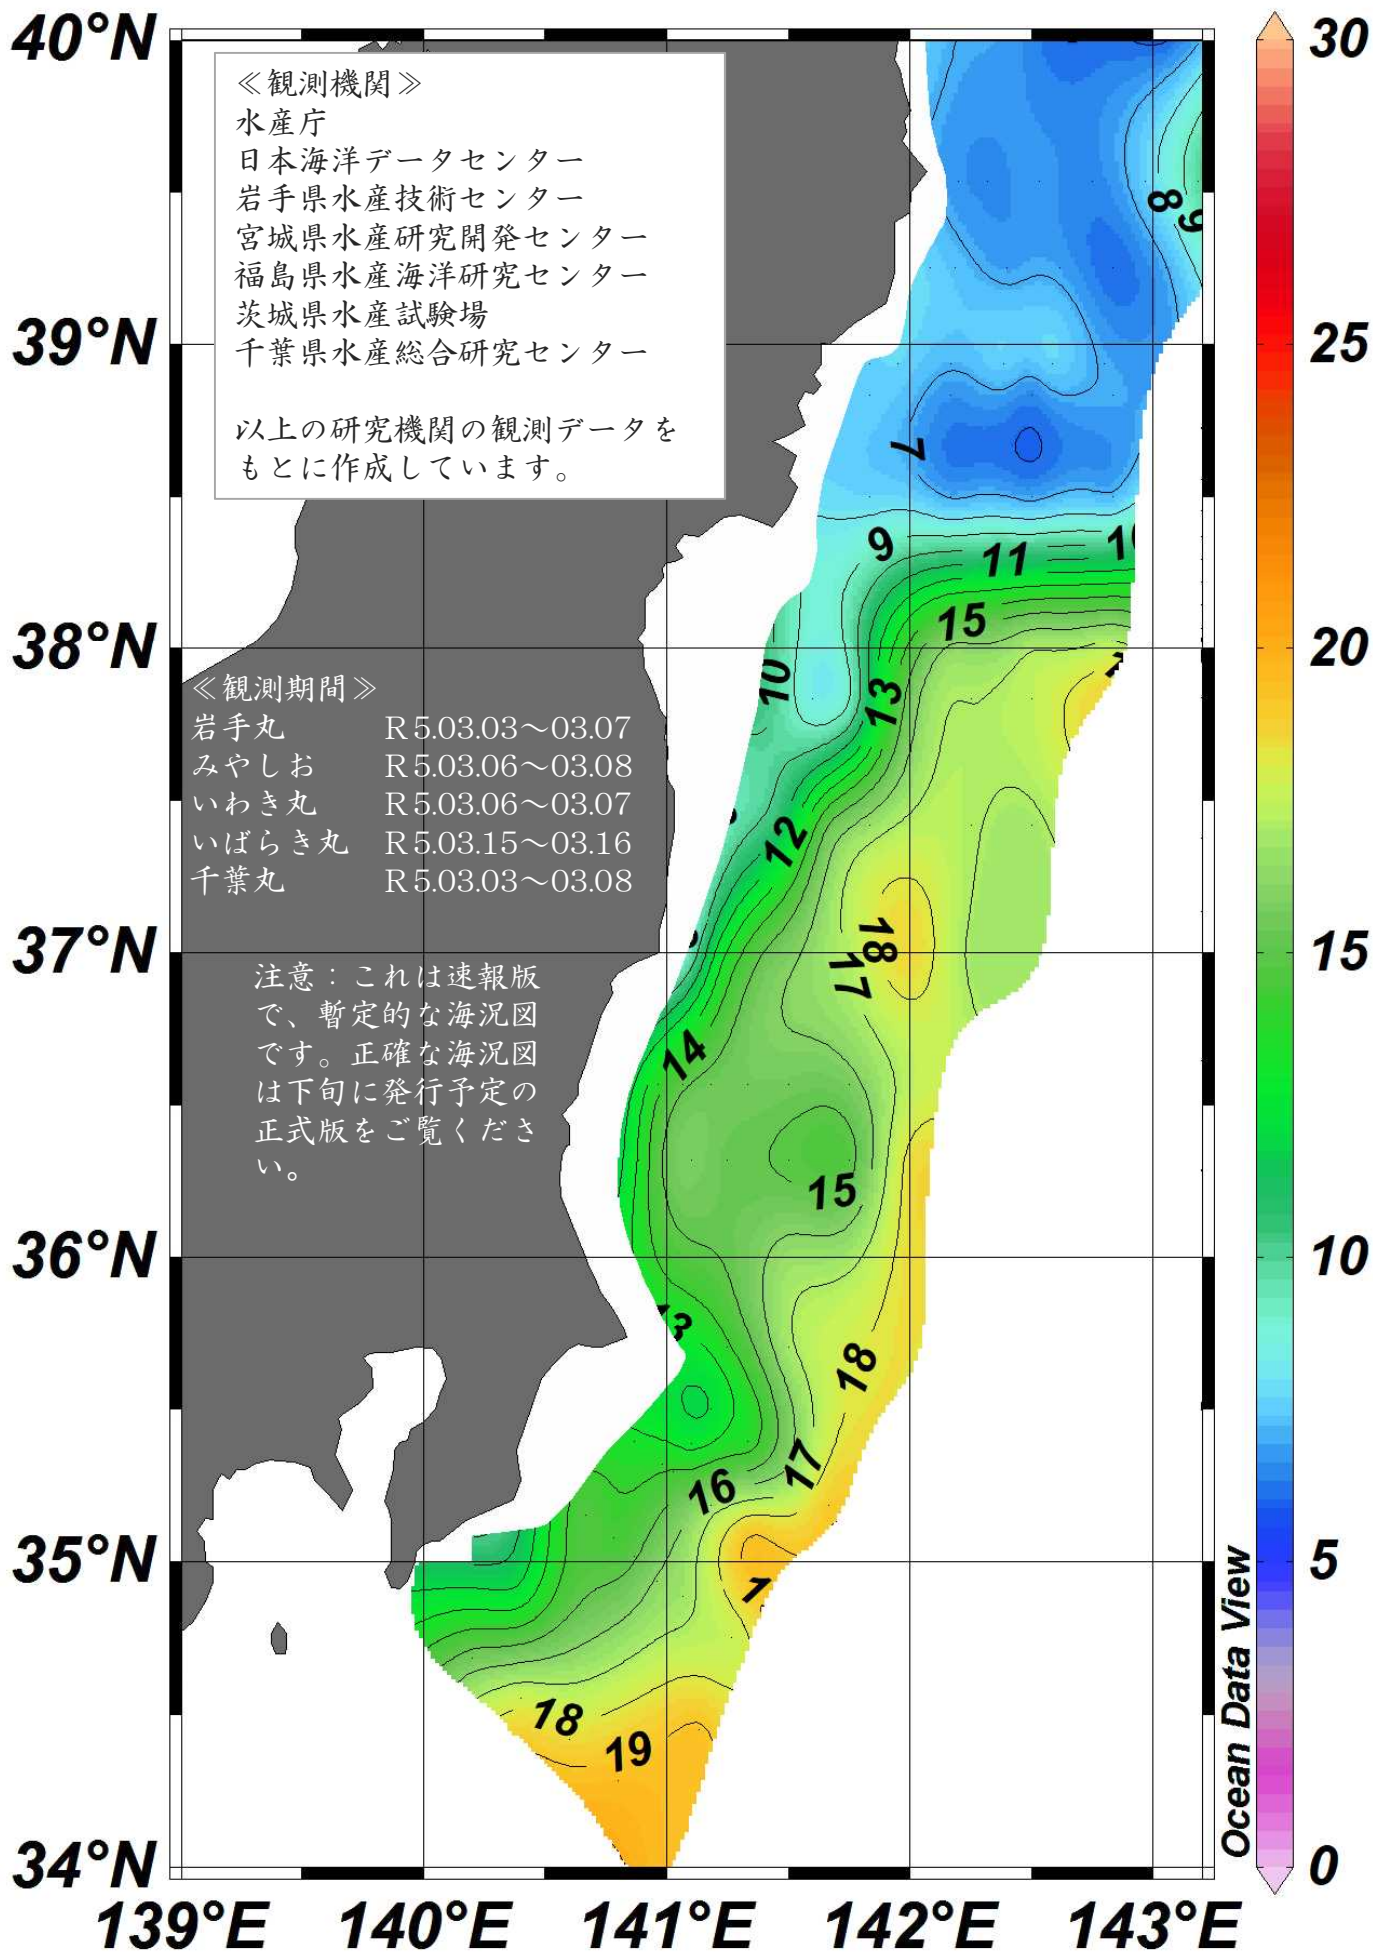 40°N
39°N
38°N
37°N
36°N
35°N
34°N
139°E 140°E 141°E 142°E 143°E
≪観測機関≫
水産庁
日本海洋データセンター
岩手県水産技術センター
宮城県水産研究開発センター
福島県水産海洋研究センター
茨城県水産試験場
千葉県水産総合研究センター
以上の研究機関の観測データを
もとに作成しています。
≪観測期間≫
岩手丸 R5.03.03～03.07
みやしお R5.03.06～03.08
いわき丸 R5.03.06～03.07
いばらき丸 R5.03.15～03.16
千葉丸 R5.03.03～03.08
注意：これは速報版
で、暫定的な海況図
です。正確な海況図
は下旬に発行予定の
正式版をご覧くださ
い。
8
9
7
9
11
15
10
13
12
18
17
14
15
13
18
17
16
18
19
30
25
20
15
10
5
0
Ocean Data View